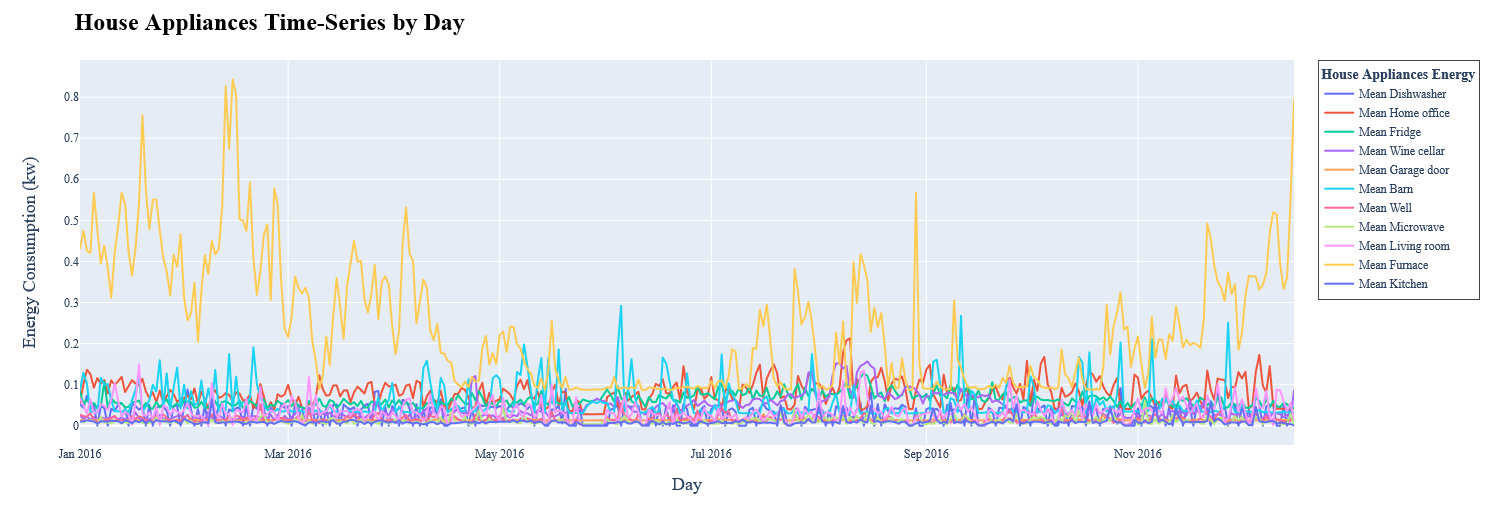 House Appliances Time-Series by Day
Energy Consumption (kw)
0.8
0.7
0.6
0.5
0.4
0.3
0.2
0.1
0
Jan 2016
Mar 2016
May 2016
Jul 2016
Sep 2016
Nov 2016
Day
House Appliances Energy
Mean Dishwasher
Mean Home office
Mean Fridge
Mean Wine cellar
Mean Garage door
Mean Barn
Mean Well
Mean Microwave
Mean Living room
Mean Furnace
Mean Kitchen